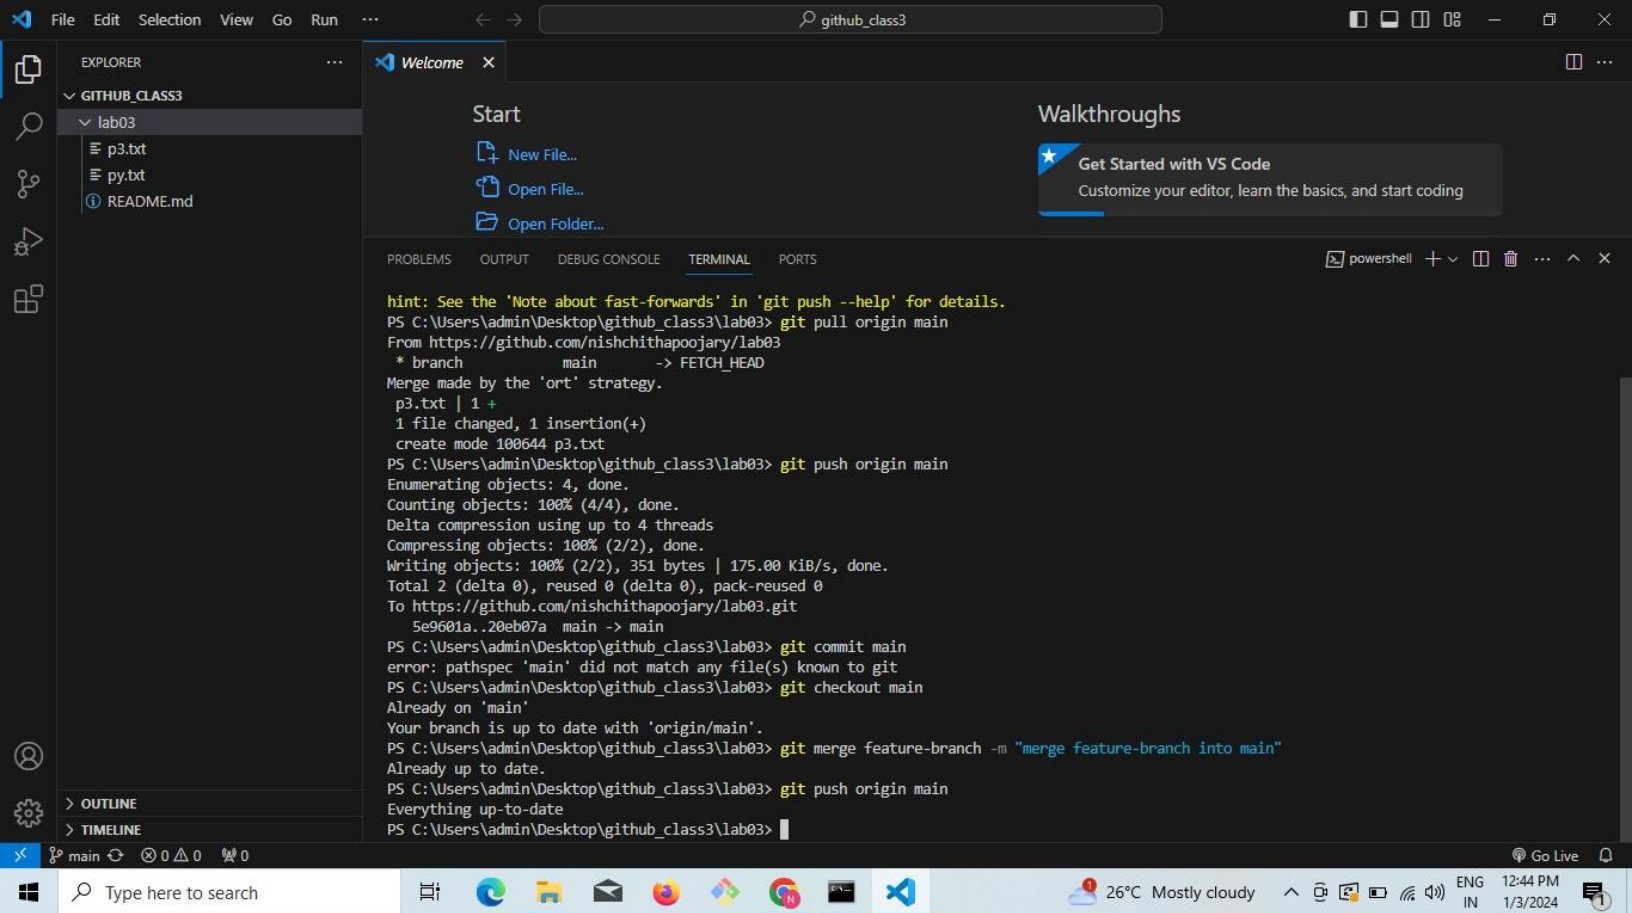 File Edit Selection View Go Run ···
github_class3
EXPLORER
Welcome
GITHUB_CLASS3
lab03
p3.txt
py.txt
README.md
OUTLINE
TIMELINE
Start
New File...
Open File...
Open Folder...
Walkthroughs
Get Started with VS Code
Customize your editor, learn the basics, and start coding
PROBLEMS OUTPUT DEBUG CONSOLE TERMINAL PORTS
powershell
hint: See the 'Note about fast-forwards' in 'git push --help' for details.
PS C:\Users\admin\Desktop\github_class3\lab03> git pull origin main
From https://github.com/nishchithapoojary/lab03
 * branch            main       -> FETCH_HEAD
Merge made by the 'ort' strategy.
 p3.txt | 1 +
 1 file changed, 1 insertion(+)
 create mode 100644 p3.txt
PS C:\Users\admin\Desktop\github_class3\lab03> git push origin main
Enumerating objects: 4, done.
Counting objects: 100% (4/4), done.
Delta compression using up to 4 threads
Compressing objects: 100% (2/2), done.
Writing objects: 100% (2/2), 351 bytes | 175.00 KiB/s, done.
Total 2 (delta 0), reused 0 (delta 0), pack-reused 0
To https://github.com/nishchithapoojary/lab03.git
   5e9601a..20eb07a  main -> main
PS C:\Users\admin\Desktop\github_class3\lab03> git commit main
error: pathspec 'main' did not match any file(s) known to git
PS C:\Users\admin\Desktop\github_class3\lab03> git checkout main
Already on 'main'
Your branch is up to date with 'origin/main'.
PS C:\Users\admin\Desktop\github_class3\lab03> git merge feature-branch -m "merge feature-branch into main"
Already up to date.
PS C:\Users\admin\Desktop\github_class3\lab03> git push origin main
Everything up-to-date
PS C:\Users\admin\Desktop\github_class3\lab03>
main 0 0 0
Go Live
Type here to search
1
26°C Mostly cloudy
ENG
IN
12:44 PM
1/3/2024
1